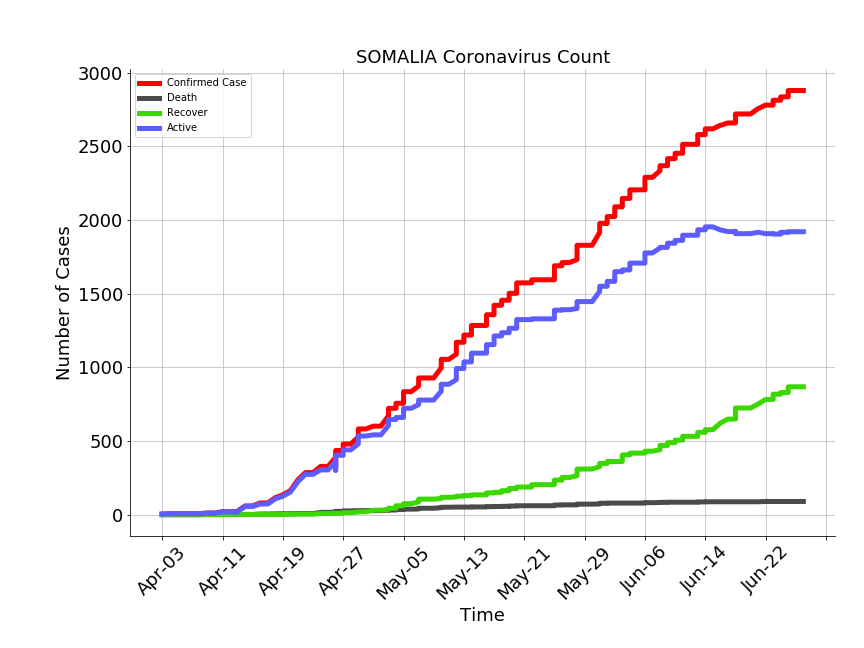 SOMALIA Coronavirus Count
Confirmed Case
Death
Recover
Active
Number of Cases
3000
2500
2000
1500
1000
500
0
Apr-03
Apr-11
Apr-19
Apr-27
May-05
May-13
May-21
May-29
Jun-06
Jun-14
Jun-22
Time